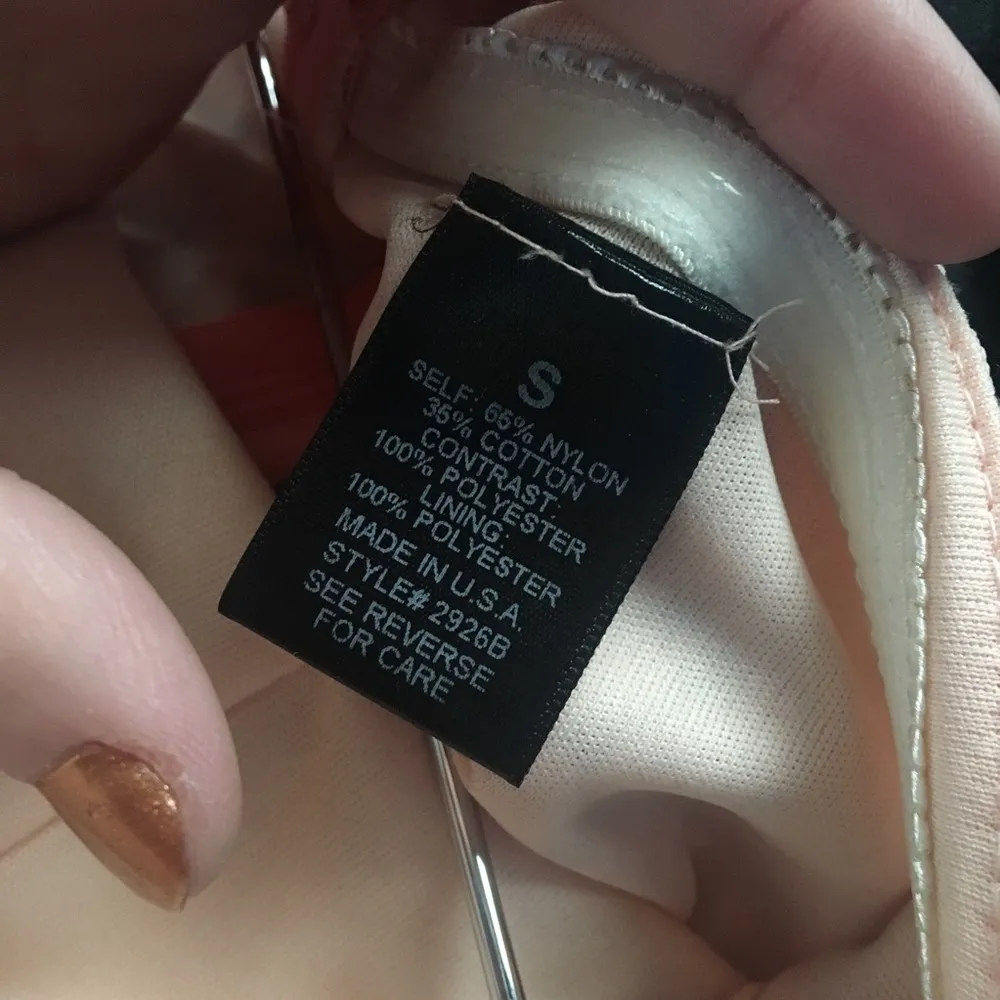 S
SELF: 65% NYLON
35% COTTON
CONTRAST:
100% POLYESTER
LINING:
100% POLYESTER
MADE IN U.S.A.
STYLE# 2926B
SEE REVERSE
FOR CARE